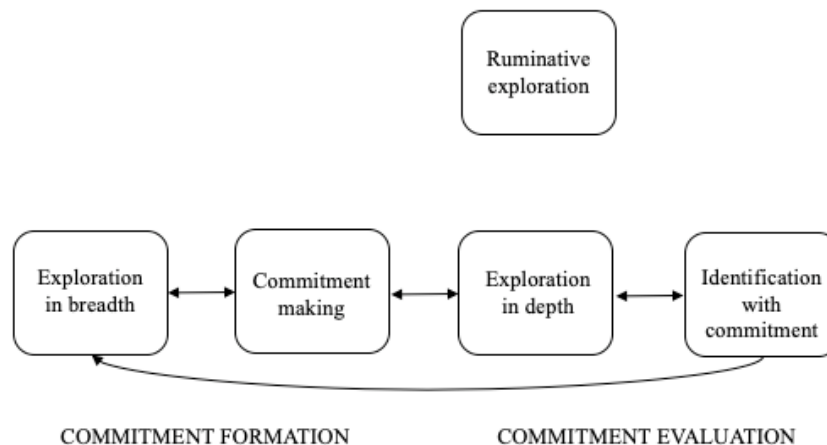 Ruminative
exploration
Exploration
in breadth
Commitment
making
Exploration
in depth
Identification
with
commitment
COMMITMENT FORMATION
COMMITMENT EVALUATION